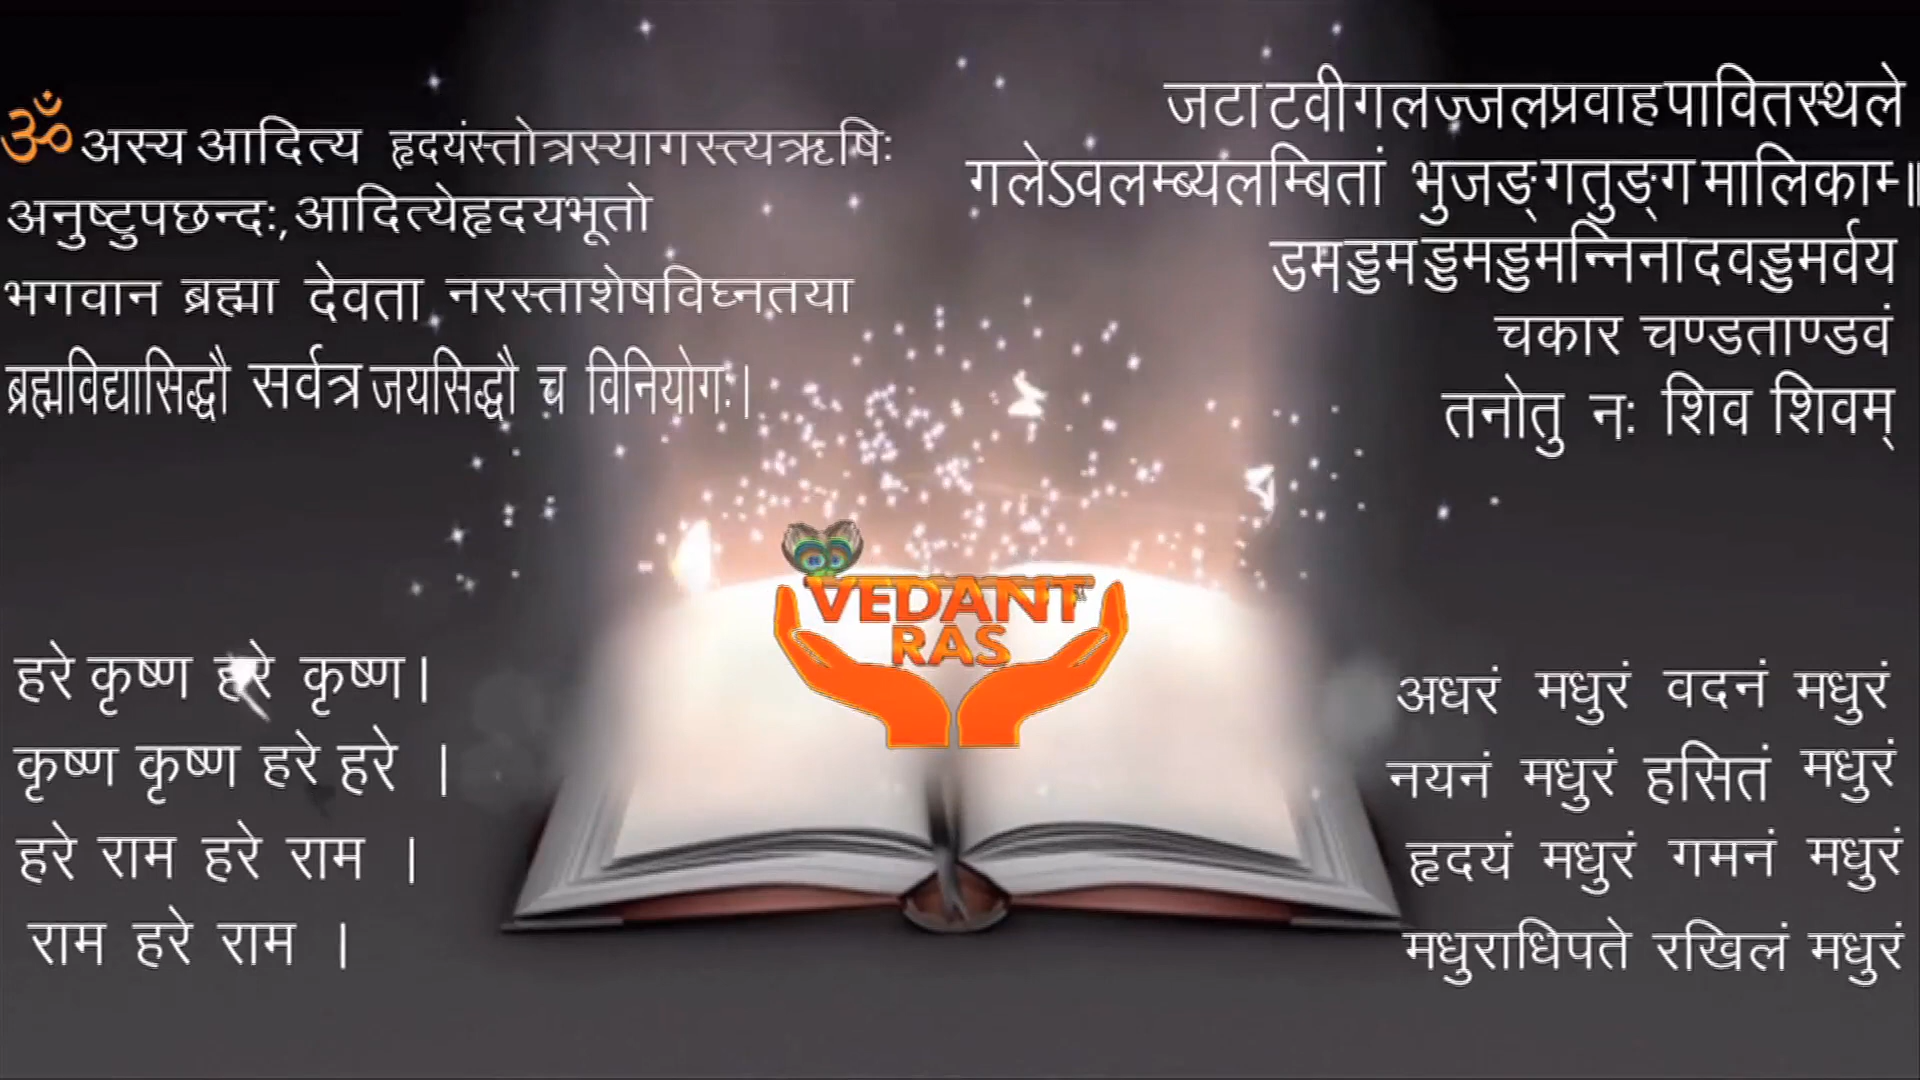 ॐ अस्य आदित्य हृदयंस्तोत्रस्यागस्त्यऋषिः
अनुष्टुपछन्दः,आदित्येहृदयभूतो
भगवान ब्रह्मा देवता नरस्ताशेषविघ्नतया
ब्रह्मविद्यासिद्धौ सर्वत्र जयसिद्धौ च विनियोगः।
जटाटवीगलज्जलप्रवाहपावितस्थले
गलेऽवलम्ब्यलम्बितां भुजङ्गतुङ्ग मालिकाम्॥
डमड्डमड्डमड्डमन्निनादवड्डमर्वय
चकार चण्डताण्डवं
तनोतु नः शिव शिवम्
VEDANT
RAS
हरे कृष्ण हरे कृष्ण।
कृष्ण कृष्ण हरे हरे ।
हरे राम हरे राम ।
राम हरे राम ।
अधरं मधुरं वदनं मधुरं
नयनं मधुरं हसितं मधुरं
हृदयं मधुरं गमनं मधुरं
मधुराधिपते रखिलं मधुरं